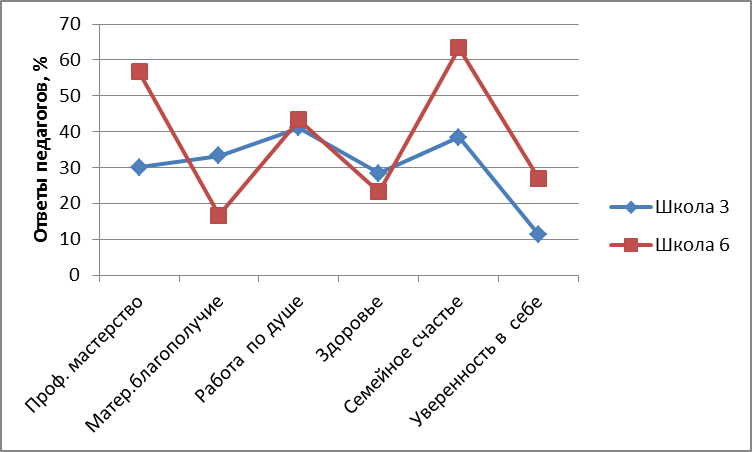 70
60
50
40
30
20
10
0
Ответы педагогов, %
Проф. мастерство
Матер.благополучие
Работа по душе
Здоровье
Семейное счастье
Уверенность в себе
Школа 3
Школа 6